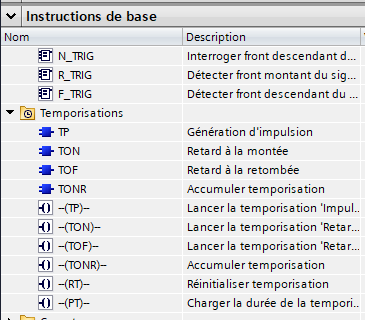 Instructions de base
Nom Description
N_TRIG Interroger front descendant d...
R_TRIG Détecter front montant du sig...
F_TRIG Détecter front descendant du ...
Temporisations
TP Génération d'impulsion
TON Retard à la montée
TOF Retard à la retombée
TONR Accumuler temporisation
–(TP)– Lancer la temporisation 'Impul...
–(TON)– Lancer la temporisation 'Retar...
–(TOF)– Lancer la temporisation 'Retar...
–(TONR)– Accumuler temporisation
–(RT)– Réinitialiser temporisation
–(PT)– Charger la durée de la tempori...